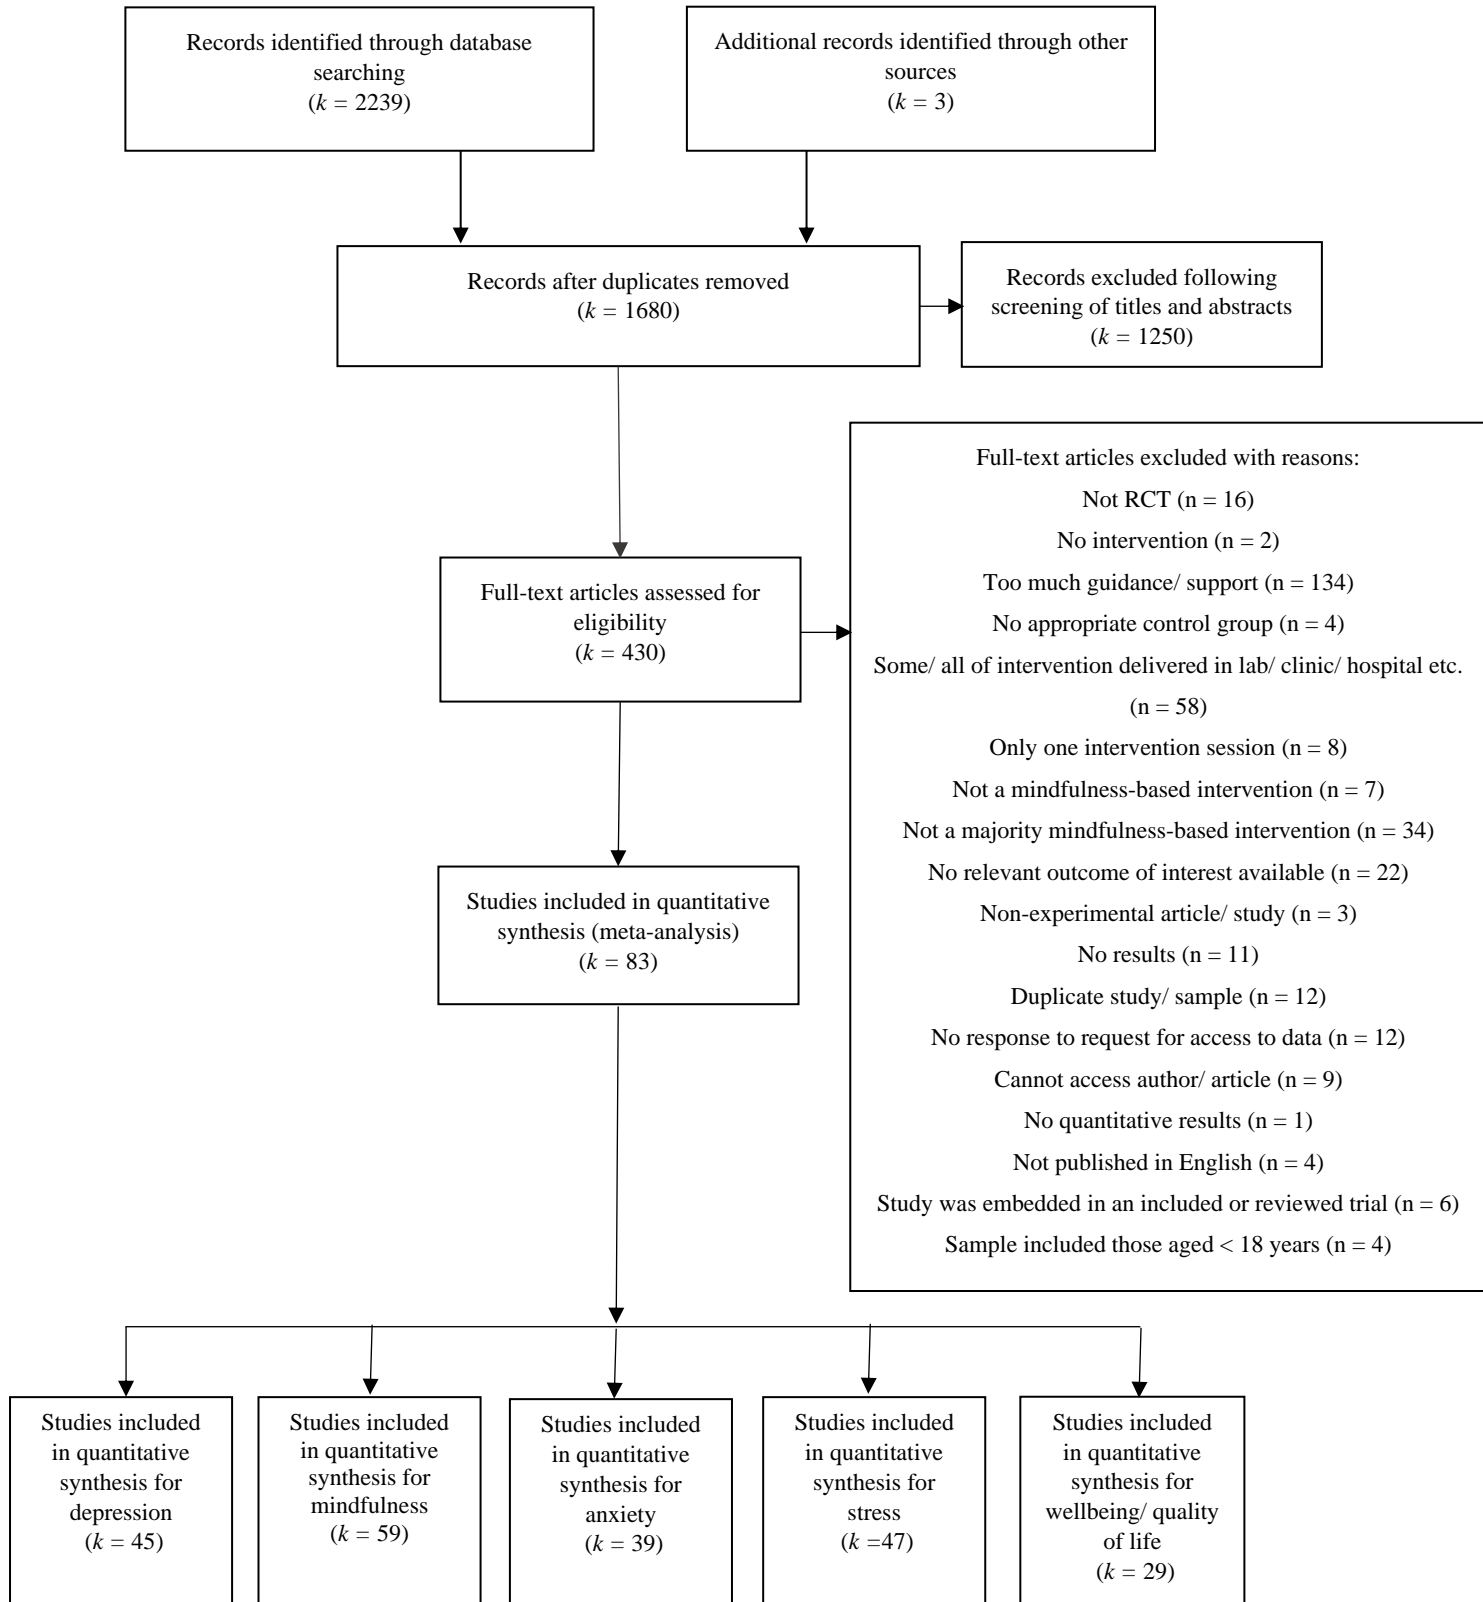 Records identified through database
searching
(k = 2239)
Additional records identified through other
sources
(k = 3)
Records after duplicates removed
(k = 1680)
Records excluded following
screening of titles and abstracts
(k = 1250)
Full-text articles assessed for
eligibility
(k = 430)
Full-text articles excluded with reasons:
Not RCT (n = 16)
No intervention (n = 2)
Too much guidance/ support (n = 134)
No appropriate control group (n = 4)
Some/ all of intervention delivered in lab/ clinic/ hospital etc.
(n = 58)
Only one intervention session (n = 8)
Not a mindfulness-based intervention (n = 7)
Not a majority mindfulness-based intervention (n = 34)
No relevant outcome of interest available (n = 22)
Non-experimental article/ study (n = 3)
No results (n = 11)
Duplicate study/ sample (n = 12)
No response to request for access to data (n = 12)
Cannot access author/ article (n = 9)
No quantitative results (n = 1)
Not published in English (n = 4)
Study was embedded in an included or reviewed trial (n = 6)
Sample included those aged < 18 years (n = 4)
Studies included in quantitative
synthesis (meta-analysis)
(k = 83)
Studies included
in quantitative
synthesis for
depression
(k = 45)
Studies included
in quantitative
synthesis for
mindfulness
(k = 59)
Studies included
in quantitative
synthesis for
anxiety
(k = 39)
Studies included
in quantitative
synthesis for
stress
(k =47)
Studies included
in quantitative
synthesis for
wellbeing/ quality
of life
(k = 29)